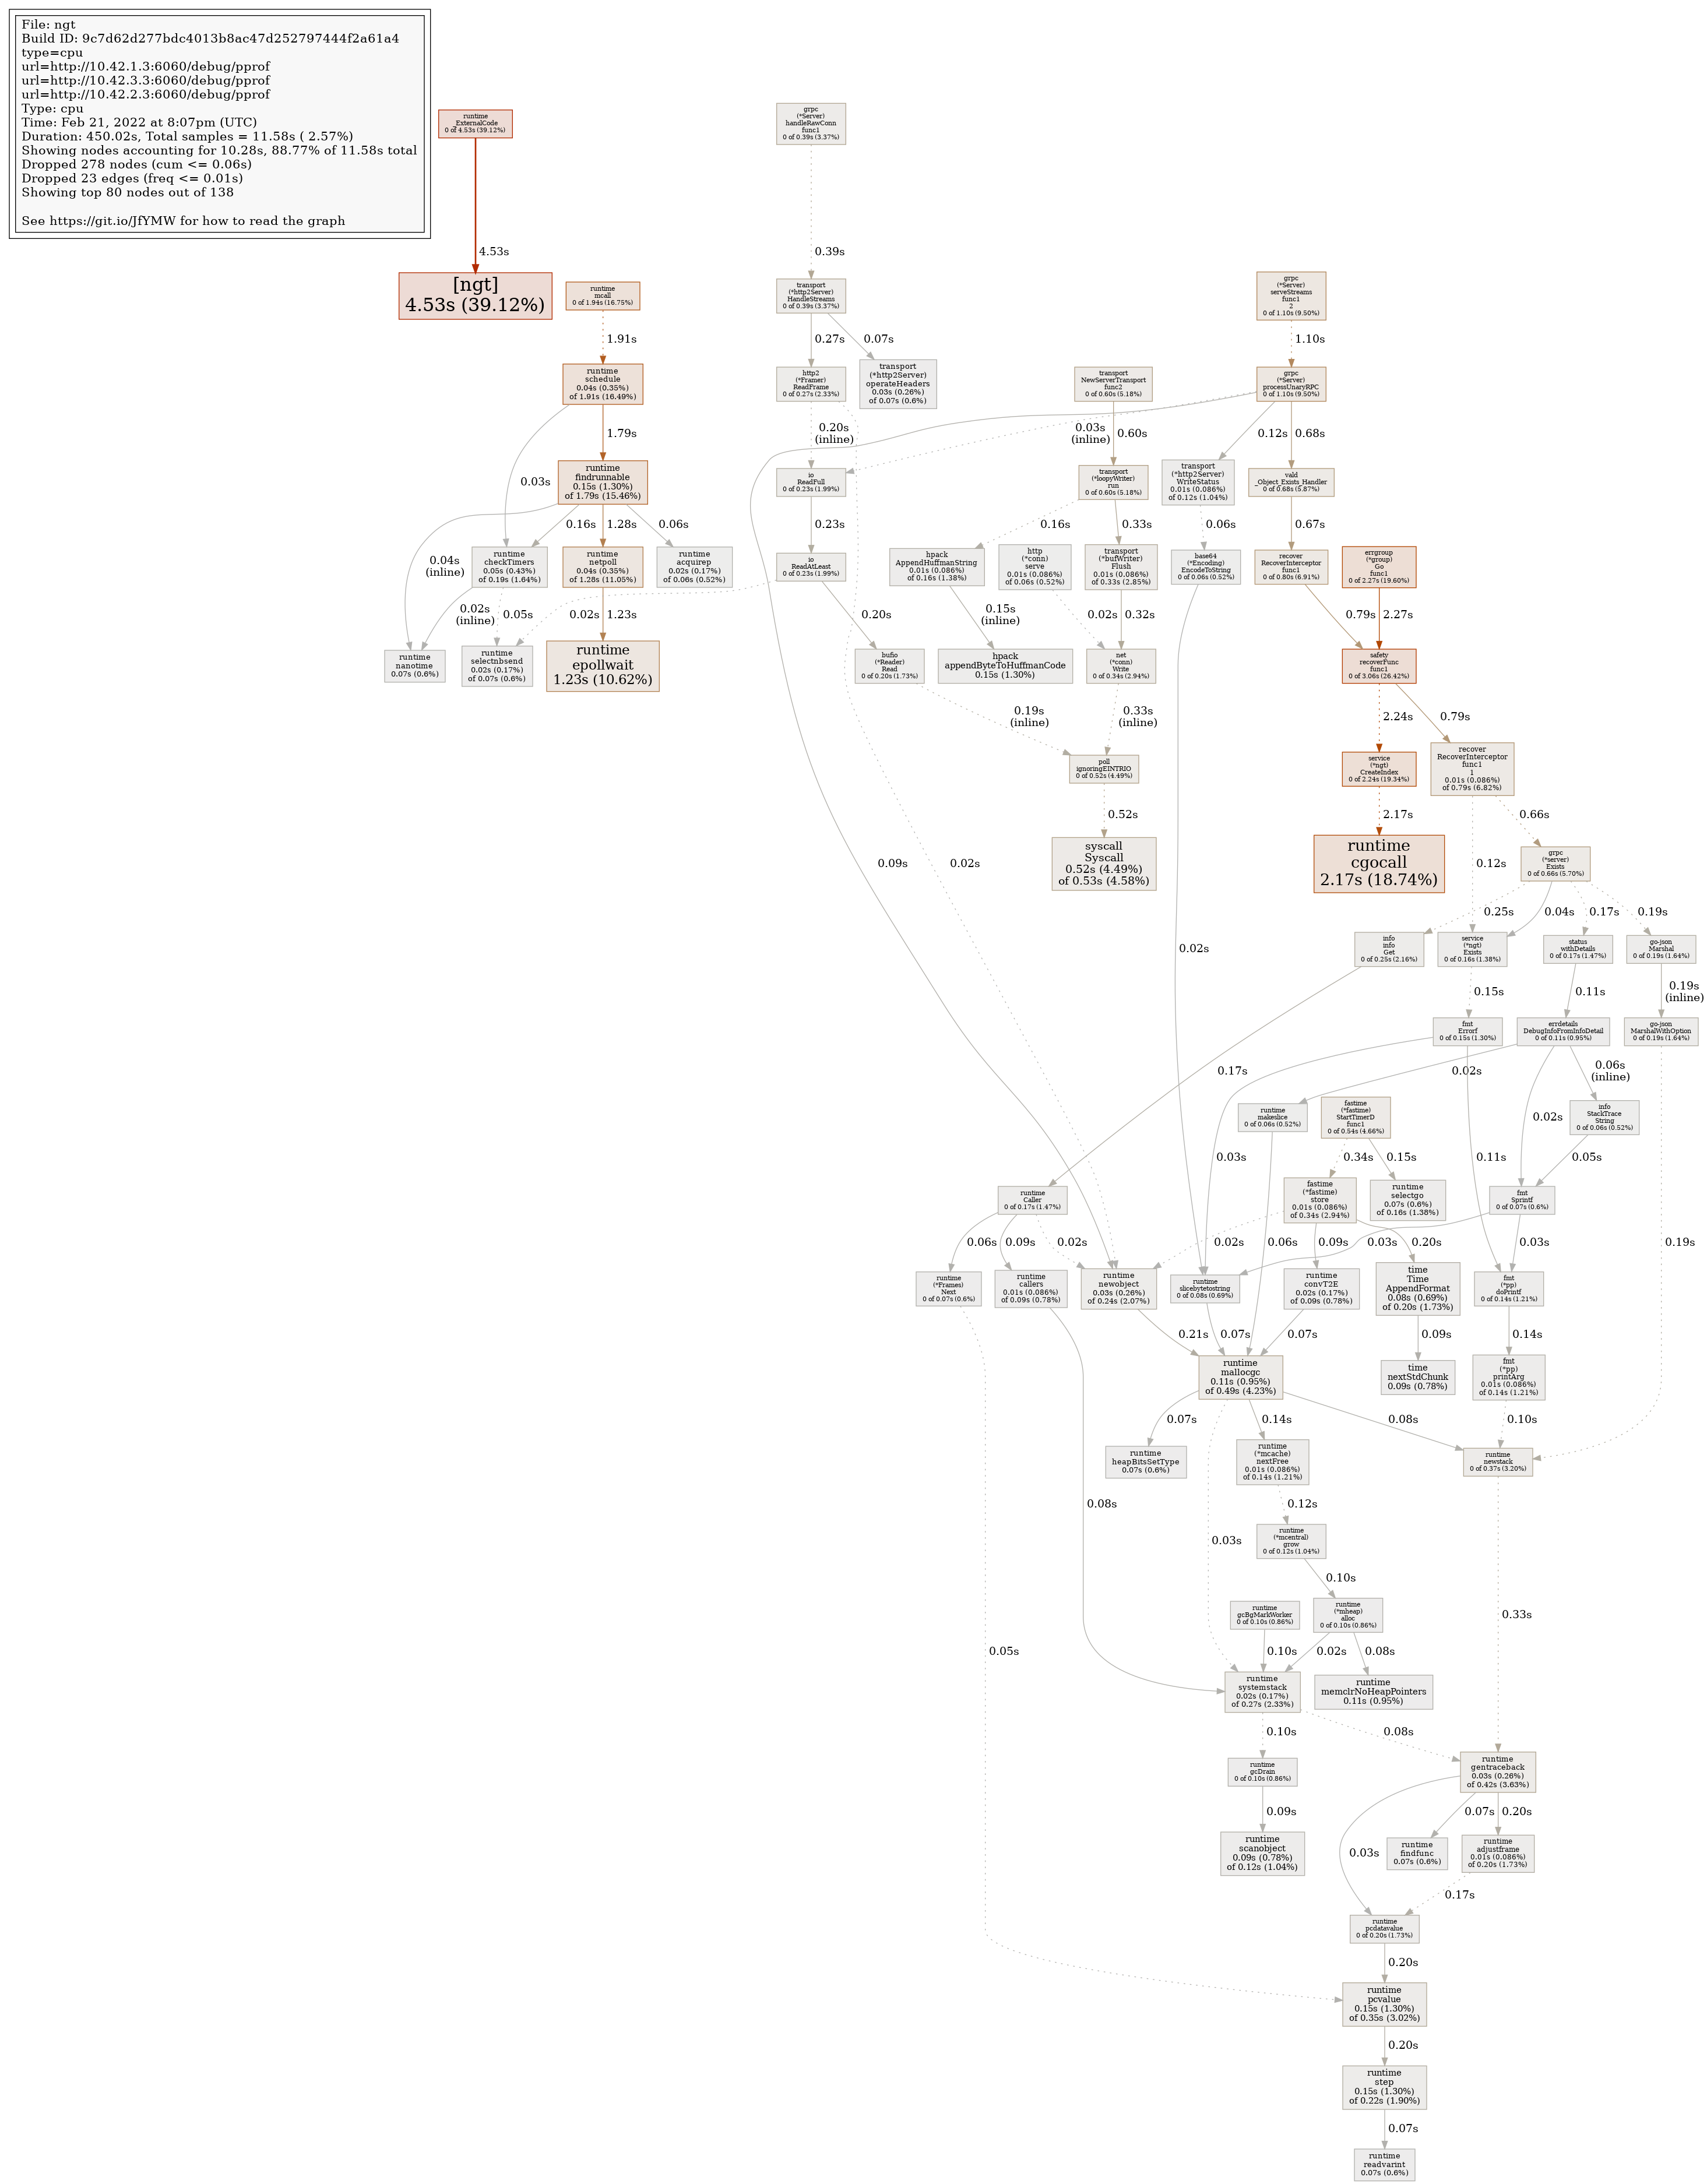 File: ngt
Build ID: 9c7d62d277bdc4013b8ac47d252797444f2a61a4
type=cpu
url=http://10.42.1.3:6060/debug/pprof
url=http://10.42.3.3:6060/debug/pprof
url=http://10.42.2.3:6060/debug/pprof
Type: cpu
Time: Feb 21, 2022 at 8:07pm (UTC)
Duration: 450.02s, Total samples = 11.58s ( 2.57%)
Showing nodes accounting for 10.28s, 88.77% of 11.58s total
Dropped 278 nodes (cum <= 0.06s)
Dropped 23 edges (freq <= 0.01s)
Showing top 80 nodes out of 138
See https://git.io/JfYMW for how to read the graph
runtime
ExternalCode
0 of 4.53s (39.12%)
4.53s
[ngt]
4.53s (39.12%)
runtime
mcall
0 of 1.94s (16.75%)
1.91s
runtime
schedule
0.04s (0.35%)
of 1.91s (16.49%)
1.79s
0.03s
runtime
findrunnable
0.15s (1.30%)
of 1.79s (15.46%)
0.04s
(inline)
0.16s
1.28s
0.06s
runtime
checkTimers
0.05s (0.43%)
of 0.19s (1.64%)
runtime
netpoll
0.04s (0.35%)
of 1.28s (11.05%)
runtime
acquirep
0.02s (0.17%)
of 0.06s (0.52%)
0.02s
(inline)
0.05s
0.02s
1.23s
runtime
nanotime
0.07s (0.6%)
runtime
selectnbsend
0.02s (0.17%)
of 0.07s (0.6%)
runtime
epollwait
1.23s (10.62%)
grpc
(*Server)
handleRawConn
func1
0 of 0.39s (3.37%)
0.39s
transport
(*http2Server)
HandleStreams
0 of 0.39s (3.37%)
0.27s
0.07s
http2
(*Framer)
ReadFrame
0 of 0.27s (2.33%)
transport
(*http2Server)
operateHeaders
0.03s (0.26%)
of 0.07s (0.6%)
0.20s
(inline)
0.02s
io
ReadFull
0 of 0.23s (1.99%)
0.23s
io
ReadAtLeast
0 of 0.23s (1.99%)
0.20s
bufio
(*Reader)
Read
0 of 0.20s (1.73%)
0.19s
(inline)
transport
NewServerTransport
func2
0 of 0.60s (5.18%)
0.60s
transport
(*loopyWriter)
run
0 of 0.60s (5.18%)
0.16s
0.33s
hpack
AppendHuffmanString
0.01s (0.086%)
of 0.16s (1.38%)
0.15s
(inline)
hpack
appendByteToHuffmanCode
0.15s (1.30%)
http
(*conn)
serve
0.01s (0.086%)
of 0.06s (0.52%)
0.02s
transport
(*bufWriter)
Flush
0.01s (0.086%)
of 0.33s (2.85%)
0.32s
net
(*conn)
Write
0 of 0.34s (2.94%)
0.33s
(inline)
poll
ignoringEINTRIO
0 of 0.52s (4.49%)
0.52s
syscall
Syscall
0.52s (4.49%)
of 0.53s (4.58%)
grpc
(*Server)
serveStreams
func1
2
0 of 1.10s (9.50%)
1.10s
grpc
(*Server)
processUnaryRPC
0 of 1.10s (9.50%)
0.03s
(inline)
0.09s
0.12s
0.68s
transport
(*http2Server)
WriteStatus
0.01s (0.086%)
of 0.12s (1.04%)
0.06s
base64
(*Encoding)
EncodeToString
0 of 0.06s (0.52%)
0.02s
vald
_Object_Exists_Handler
0 of 0.68s (5.87%)
0.67s
recover
RecoverInterceptor
func1
0 of 0.80s (6.91%)
0.79s
errgroup
(*group)
Go
func1
0 of 2.27s (19.60%)
2.27s
safety
recoverFunc
func1
0 of 3.06s (26.42%)
2.24s
0.79s
service
(*ngt)
CreateIndex
0 of 2.24s (19.34%)
2.17s
runtime
cgocall
2.17s (18.74%)
recover
RecoverInterceptor
func1
1
0.01s (0.086%)
of 0.79s (6.82%)
0.12s
0.66s
grpc
(*server)
Exists
0 of 0.66s (5.70%)
0.25s
0.04s
0.17s
0.19s
info
info
Get
0 of 0.25s (2.16%)
0.17s
service
(*ngt)
Exists
0 of 0.16s (1.38%)
0.15s
status
withDetails
0 of 0.17s (1.47%)
0.11s
go-json
Marshal
0 of 0.19s (1.64%)
0.19s
(inline)
fmt
Errorf
0 of 0.15s (1.30%)
0.03s
0.11s
errdetails
DebugInfoFromInfoDetail
0 of 0.11s (0.95%)
0.02s
0.02s
0.06s
(inline)
go-json
MarshalWithOption
0 of 0.19s (1.64%)
0.19s
runtime
makeslice
0 of 0.06s (0.52%)
0.06s
fastime
(*fastime)
StartTimerD
func1
0 of 0.54s (4.66%)
0.34s
0.15s
info
StackTrace
String
0 of 0.06s (0.52%)
0.05s
runtime
Caller
0 of 0.17s (1.47%)
0.06s
0.09s
0.02s
fastime
(*fastime)
store
0.01s (0.086%)
of 0.34s (2.94%)
0.02s
0.09s
0.20s
runtime
selectgo
0.07s (0.6%)
of 0.16s (1.38%)
fmt
Sprintf
0 of 0.07s (0.6%)
0.03s
0.03s
runtime
(*Frames)
Next
0 of 0.07s (0.6%)
0.05s
runtime
callers
0.01s (0.086%)
of 0.09s (0.78%)
0.08s
runtime
newobject
0.03s (0.26%)
of 0.24s (2.07%)
0.21s
runtime
slicebytetostring
0 of 0.08s (0.69%)
0.07s
runtime
convT2E
0.02s (0.17%)
of 0.09s (0.78%)
0.07s
time
Time
AppendFormat
0.08s (0.69%)
of 0.20s (1.73%)
0.09s
fmt
(*pp)
doPrintf
0 of 0.14s (1.21%)
0.14s
runtime
mallocgc
0.11s (0.95%)
of 0.49s (4.23%)
0.07s
0.03s
0.14s
0.08s
time
nextStdChunk
0.09s (0.78%)
fmt
(*pp)
printArg
0.01s (0.086%)
of 0.14s (1.21%)
0.10s
runtime
heapBitsSetType
0.07s (0.6%)
runtime
(*mcache)
nextFree
0.01s (0.086%)
of 0.14s (1.21%)
0.12s
runtime
newstack
0 of 0.37s (3.20%)
0.33s
runtime
(*mcentral)
grow
0 of 0.12s (1.04%)
0.10s
runtime
gcBgMarkWorker
0 of 0.10s (0.86%)
0.10s
runtime
(*mheap)
alloc
0 of 0.10s (0.86%)
0.02s
0.08s
runtime
systemstack
0.02s (0.17%)
of 0.27s (2.33%)
0.10s
0.08s
runtime
memclrNoHeapPointers
0.11s (0.95%)
runtime
gcDrain
0 of 0.10s (0.86%)
0.09s
runtime
scanobject
0.09s (0.78%)
of 0.12s (1.04%)
runtime
gentraceback
0.03s (0.26%)
of 0.42s (3.63%)
0.03s
0.07s
0.20s
runtime
findfunc
0.07s (0.6%)
runtime
adjustframe
0.01s (0.086%)
of 0.20s (1.73%)
0.17s
runtime
pcdatavalue
0 of 0.20s (1.73%)
0.20s
runtime
pcvalue
0.15s (1.30%)
of 0.35s (3.02%)
0.20s
runtime
step
0.15s (1.30%)
of 0.22s (1.90%)
0.07s
runtime
readvarint
0.07s (0.6%)